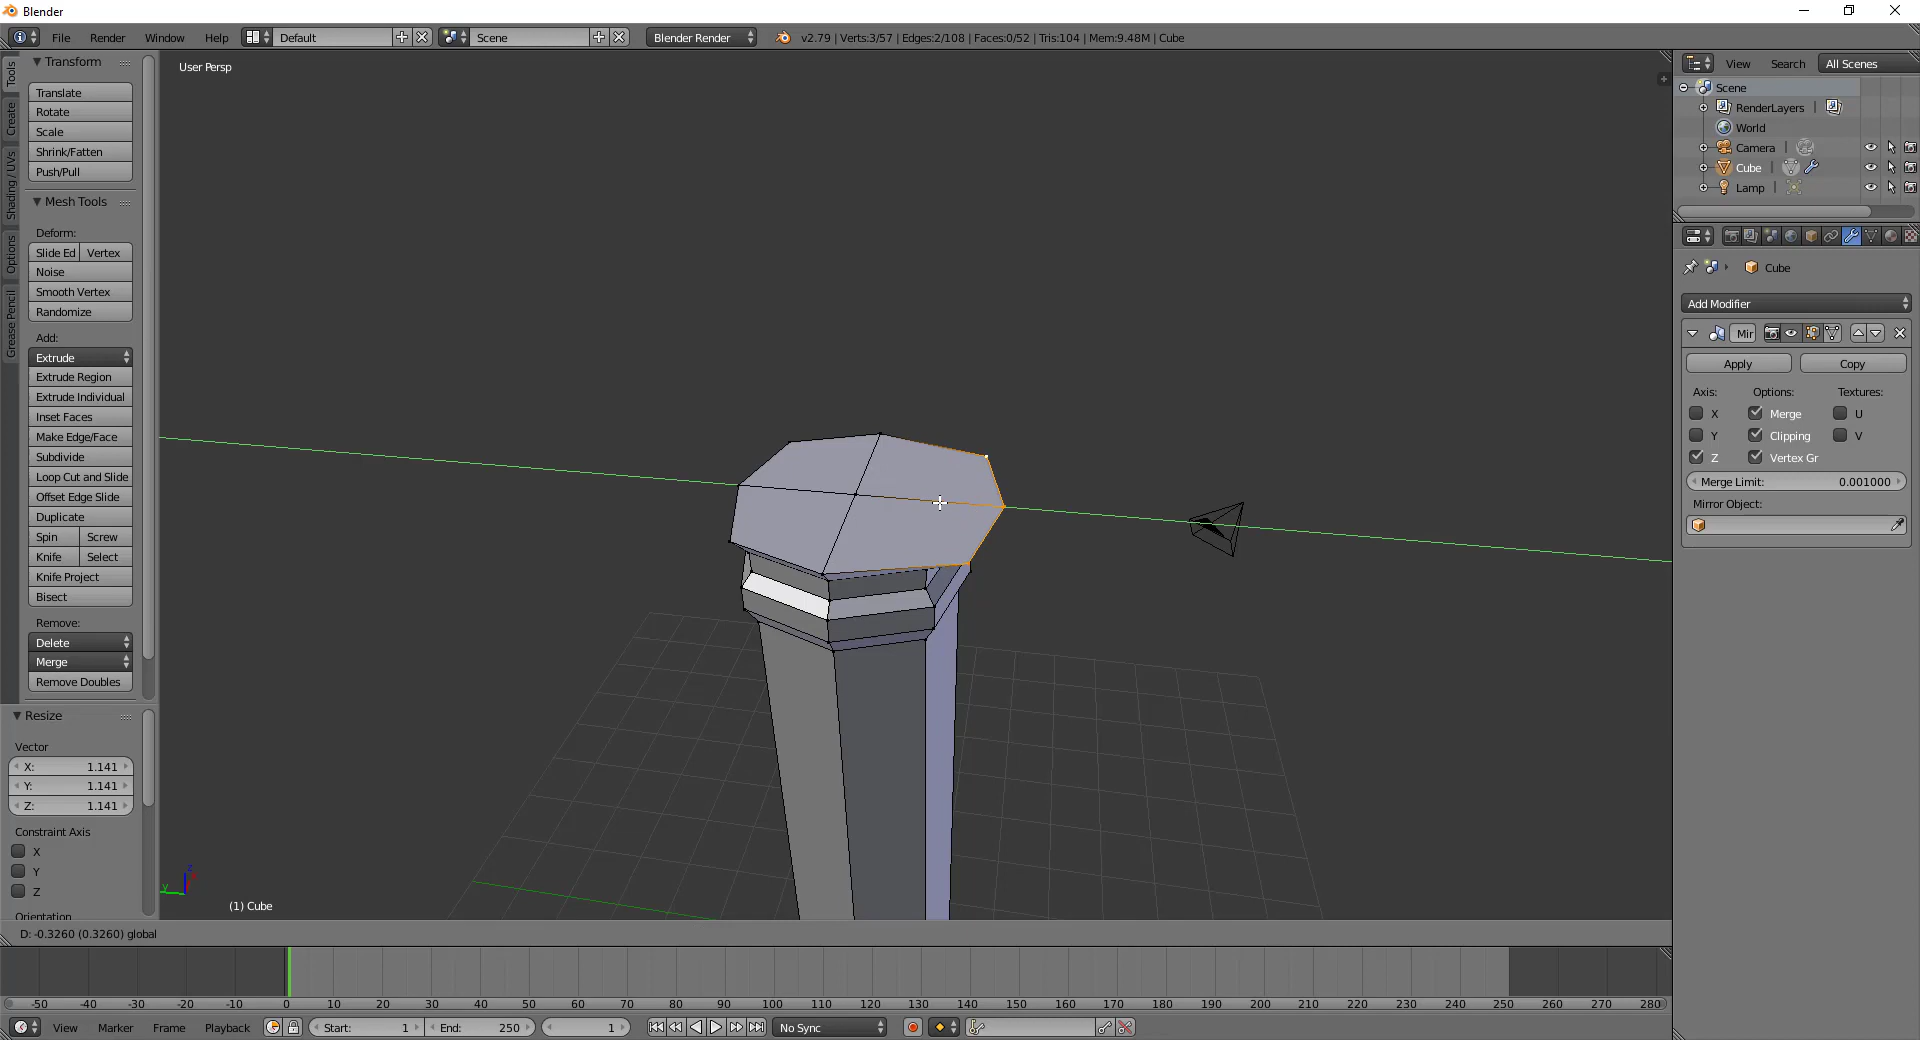 Blender
File Render Window Help Default Scene Blender Render v2.79 | Verts:3/57 | Edges:2/108 | Faces:0/52 | Tris:104 | Mem:9.48M | Cube
User Persp
Tools
Create
Shading / UVs
Options
Grease Pencil
Transform
Translate
Rotate
Scale
Shrink/Fatten
Push/Pull
Mesh Tools
Deform:
Slide Ed Vertex
Noise
Smooth Vertex
Randomize
Add:
Extrude
Extrude Region
Extrude Individual
Inset Faces
Make Edge/Face
Subdivide
Loop Cut and Slide
Offset Edge Slide
Duplicate
Spin Screw
Knife Select
Knife Project
Bisect
Remove:
Delete
Merge
Remove Doubles
Resize
Vector
X: 1.141
Y: 1.141
Z: 1.141
Constraint Axis
X
Y
Z
Orientation
z
y
(1) Cube
D: -0.3260 (0.3260) global
View Search All Scenes
Scene
RenderLayers
World
Camera
Cube
Lamp
Cube
Add Modifier
Mir
Apply Copy
Axis: Options: Textures:
X Merge U
Y Clipping V
Z Vertex Gr
Merge Limit: 0.001000
Mirror Object:
-50 -40 -30 -20 -10 0 10 20 30 40 50 60 70 80 90 100 110 120 130 140 150 160 170 180 190 200 210 220 230 240 250 260 270 280
View Marker Frame Playback Start: 1 End: 250 1 No Sync